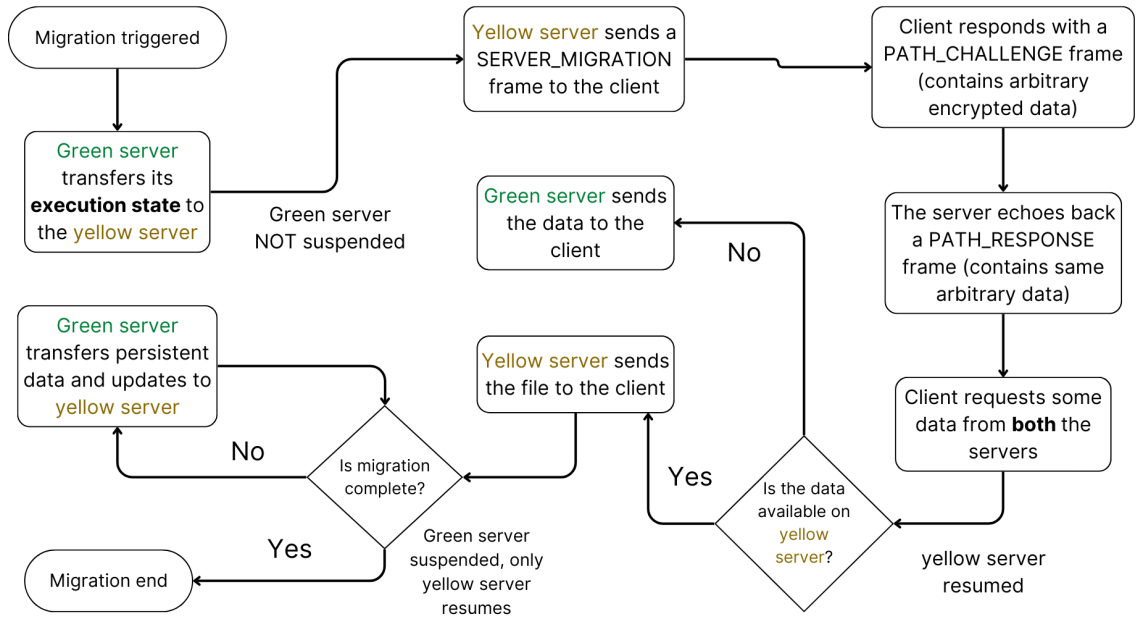 Migration triggered
Green server
transfers its
execution state to
the yellow server
Green server
NOT suspended
Yellow server sends a
SERVER_MIGRATION
frame to the client
Client responds with a
PATH_CHALLENGE frame
(contains arbitrary
encrypted data)
The server echoes back
a PATH_RESPONSE
frame (contains same
arbitrary data)
Client requests some
data from both the
servers
yellow server
resumed
Is the data
available on
yellow
server?
No
Green server sends
the data to the
client
Yes
Yellow server sends
the file to the client
Is migration
complete?
No
Green server
transfers persistent
data and updates to
yellow server
Yes
Green server
suspended, only
yellow server
resumes
Migration end